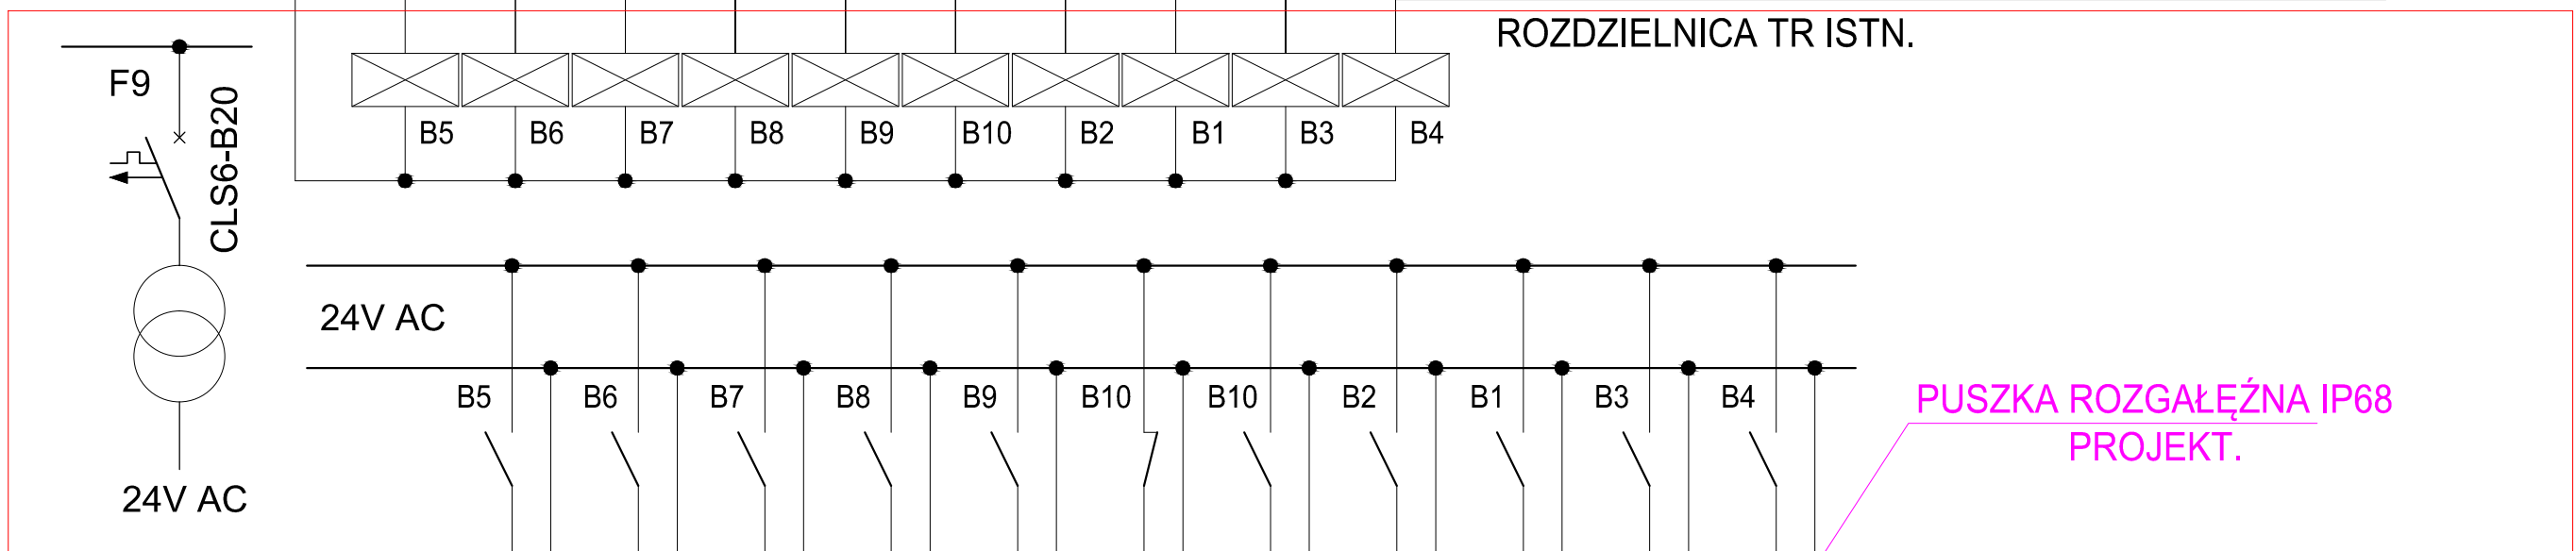 ROZDZIELNICA TR ISTN.
F9
CLS6-B20
B5 B6 B7 B8 B9 B10 B2 B1 B3 B4
24V AC
B5 B6 B7 B8 B9 B10 B10 B2 B1 B3 B4
PUSZKA ROZGAŁĘŹNA IP68
PROJEKT.
24V AC